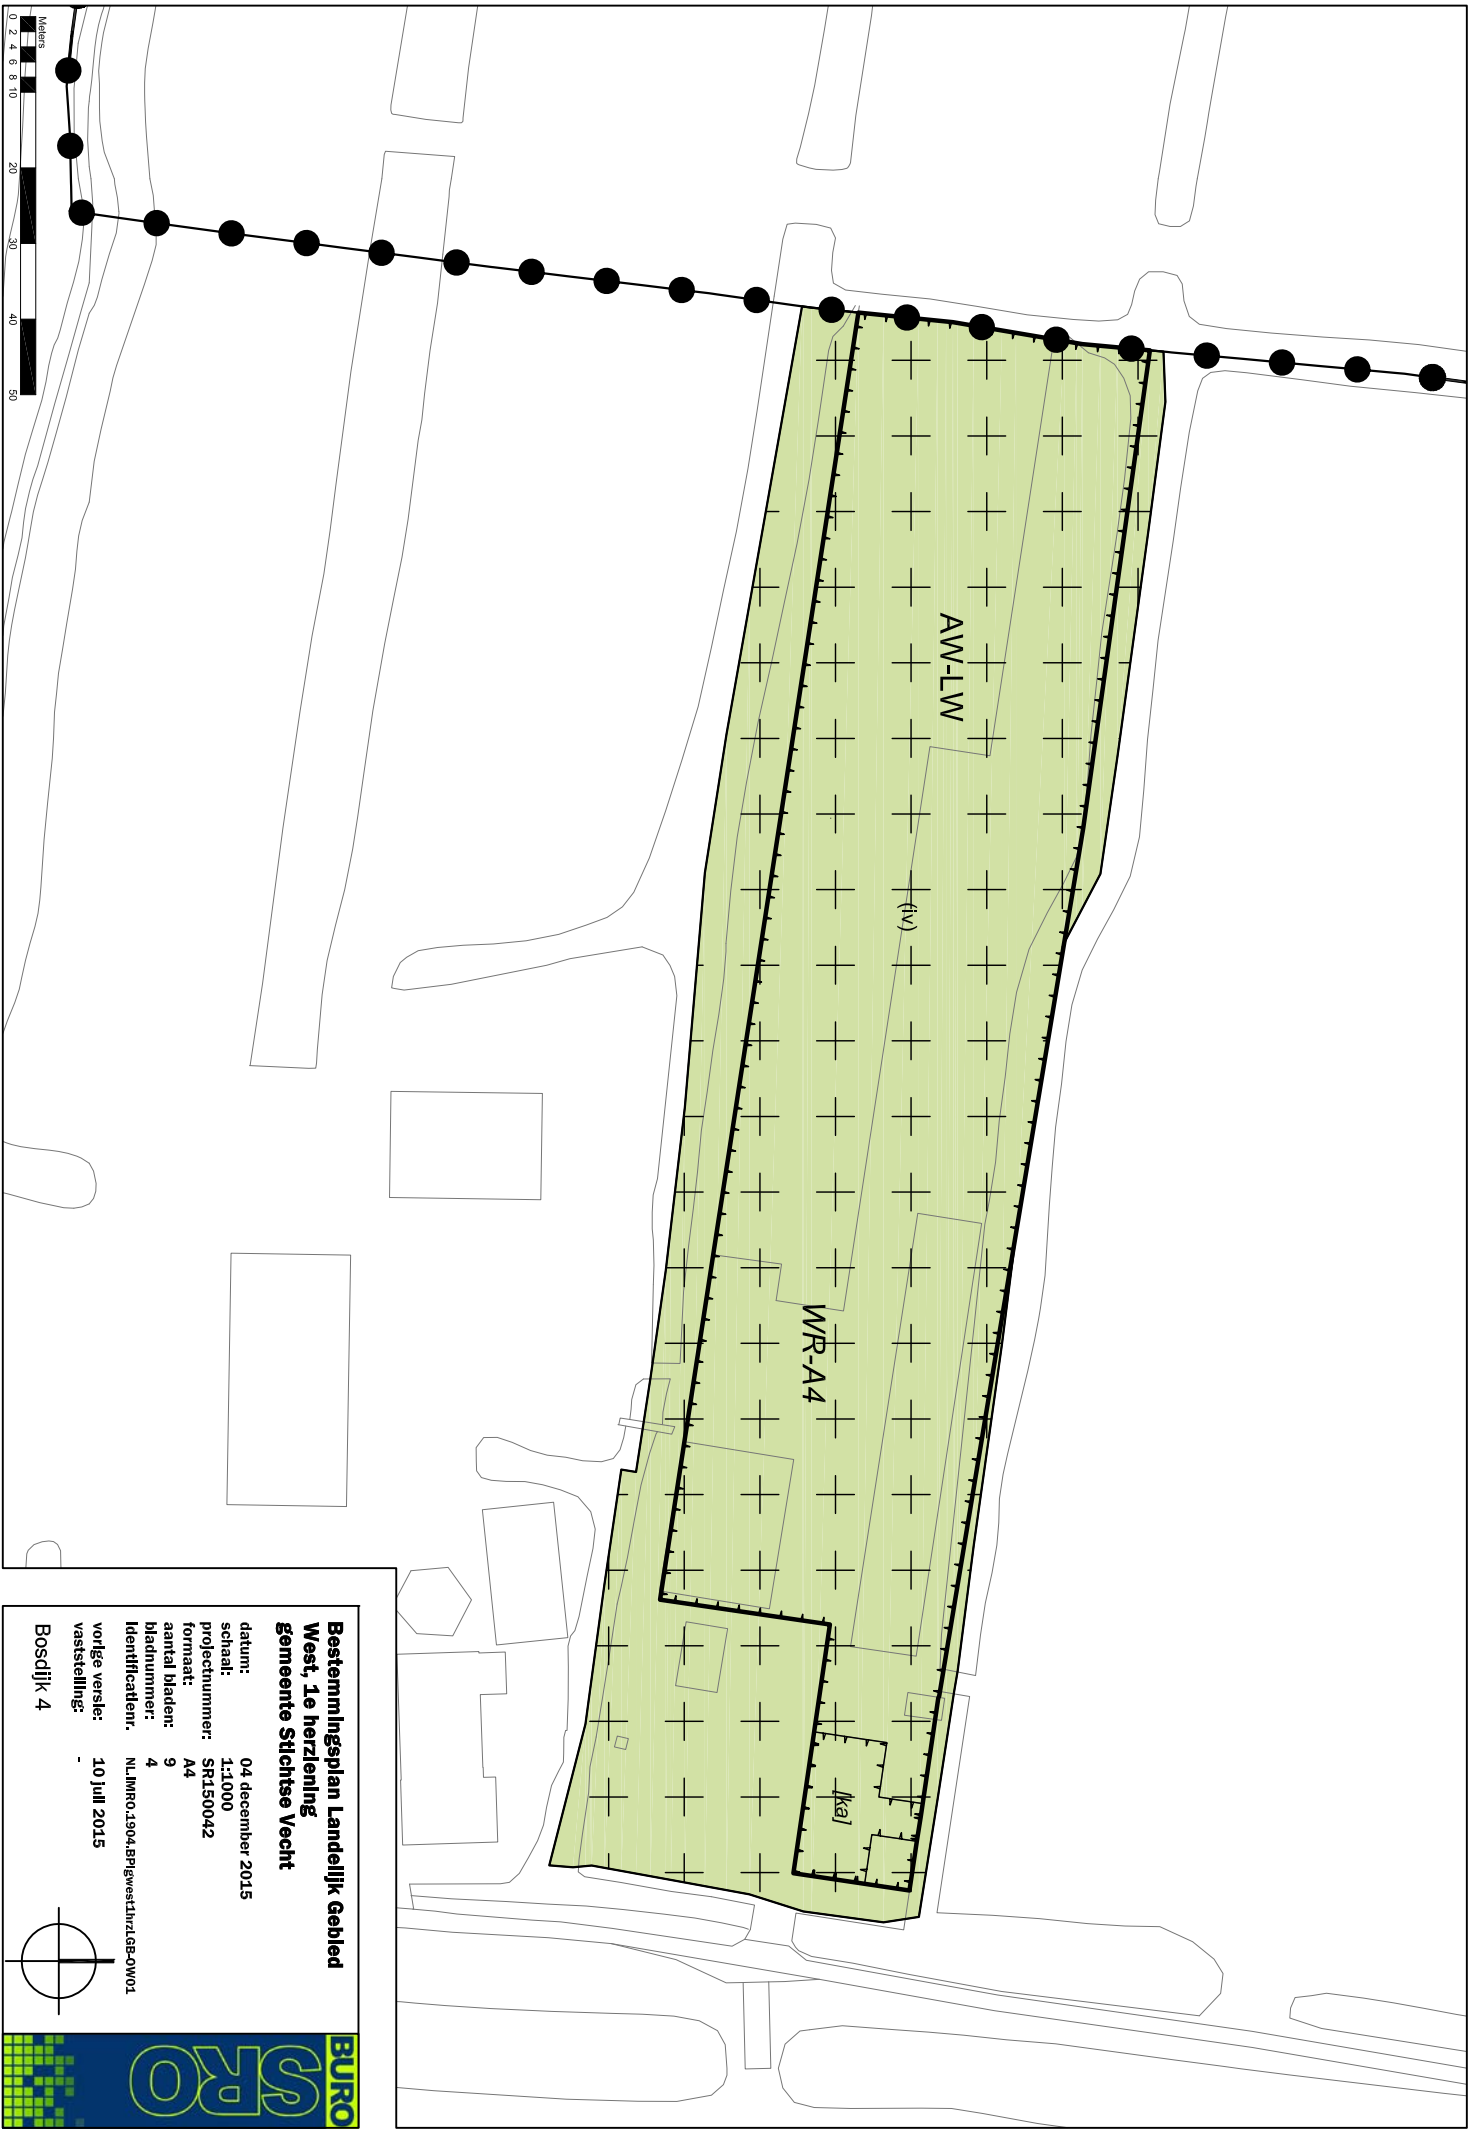 Meters
0 2 4 6 8 10 20 30 40 50
AW-LW
(iv)
WR-A4
[ka]
Bestemmingsplan Landelijk Gebied
West, 1e herziening
gemeente Stichtse Vecht
datum: 04 december 2015
schaal: 1:1000
projectnummer: SR150042
formaat: A4
aantal bladen: 9
bladnummer: 4
identificatienr. NL.IMRO.1904.BPlgwest1hrzLGB-OW01
vorige versie: 10 juli 2015
vaststelling: -
Bosdijk 4
BURO
SRO